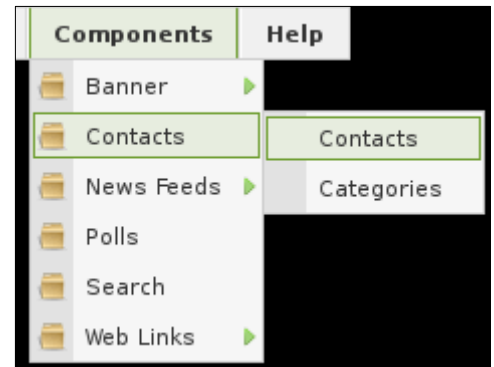 Components Help
Banner
Contacts
Contacts
News Feeds
Categories
Polls
Search
Web Links